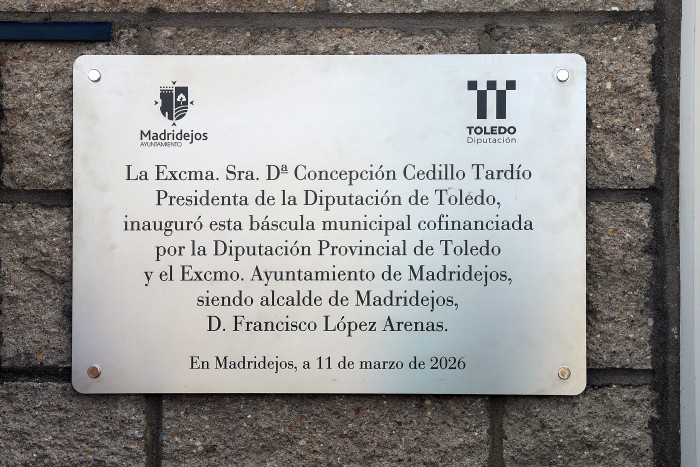 Madridejos
AYUNTAMIENTO
TOLEDO
Diputación
La Excma. Sra. Dª Concepción Cedillo Tardío
Presidenta de la Diputación de Toledo,
inauguró esta báscula municipal cofinanciada
por la Diputación Provincial de Toledo
y el Excmo. Ayuntamiento de Madridejos,
siendo alcalde de Madridejos,
D. Francisco López Arenas.
En Madridejos, a 11 de marzo de 2026